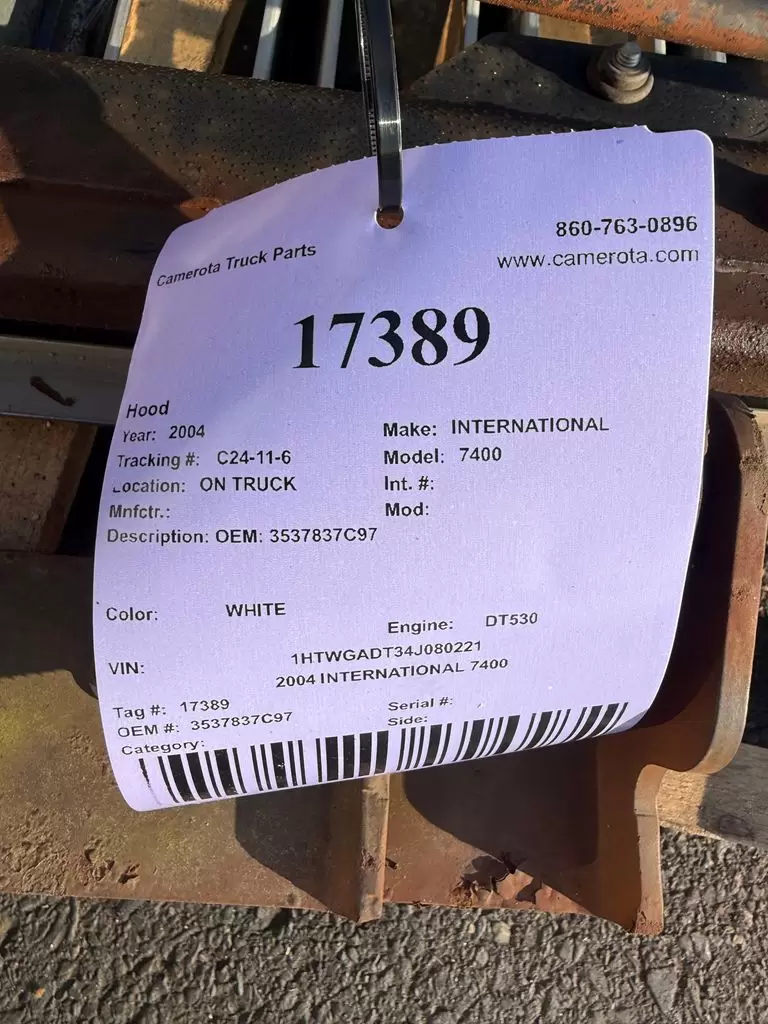 Camerota Truck Parts
860-763-0896
www.camerota.com
17389
Hood
Year: 2004
Make: INTERNATIONAL
Tracking #: C24-11-6
Model: 7400
Location: ON TRUCK
Int. #:
Mnfctr.:
Mod:
Description: OEM: 3537837C97
Color: WHITE
Engine: DT530
VIN: 1HTWGADT34J080221
2004 INTERNATIONAL 7400
Tag #: 17389
Serial #:
OEM #: 3537837C97
Side:
Category: